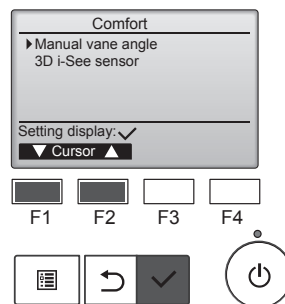 Comfort
Manual vane angle
3D i-See sensor
Setting display:
Cursor
F1 F2 F3 F4